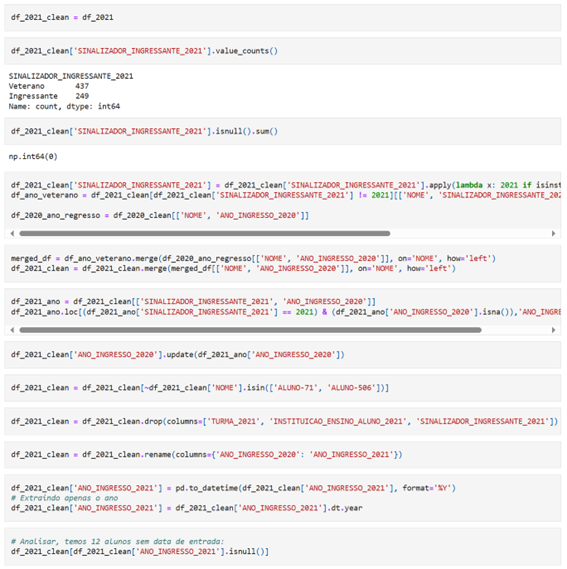 df_2021_clean = df_2021
df_2021_clean['SINALIZADOR_INGRESSANTE_2021'].value_counts()
SINALIZADOR_INGRESSANTE_2021
Veterano 437
Ingressante 249
Name: count, dtype: int64
df_2021_clean['SINALIZADOR_INGRESSANTE_2021'].isnull().sum()
np.int64(0)
df_2021_clean['SINALIZADOR_INGRESSANTE_2021'] = df_2021_clean['SINALIZADOR_INGRESSANTE_2021'].apply(lambda x: 2021 if isinst
df_ano_veterano = df_2021_clean[df_2021_clean['SINALIZADOR_INGRESSANTE_2021'] != 2021][['NOME', 'SINALIZADOR_INGRESSANTE_2
df_2020_ano_regresso = df_2020_clean[['NOME', 'ANO_INGRESSO_2020']]
merged_df = df_ano_veterano.merge(df_2020_ano_regresso[['NOME', 'ANO_INGRESSO_2020']], on='NOME', how='left')
df_2021_clean = df_2021_clean.merge(merged_df[['NOME', 'ANO_INGRESSO_2020']], on='NOME', how='left')
df_2021_ano = df_2021_clean[['SINALIZADOR_INGRESSANTE_2021', 'ANO_INGRESSO_2020']]
df_2021_ano.loc[(df_2021_ano['SINALIZADOR_INGRESSANTE_2021'] == 2021) & (df_2021_ano['ANO_INGRESSO_2020'].isna()),'ANO_INGRE
df_2021_clean['ANO_INGRESSO_2020'].update(df_2021_ano['ANO_INGRESSO_2020'])
df_2021_clean = df_2021_clean[~df_2021_clean['NOME'].isin(['ALUNO-71', 'ALUNO-506'])]
df_2021_clean = df_2021_clean.drop(columns=['TURMA_2021', 'INSTITUICAO_ENSINO_ALUNO_2021', 'SINALIZADOR_INGRESSANTE_2021'])
df_2021_clean = df_2021_clean.rename(columns={'ANO_INGRESSO_2020': 'ANO_INGRESSO_2021'})
df_2021_clean['ANO_INGRESSO_2021'] = pd.to_datetime(df_2021_clean['ANO_INGRESSO_2021'], format='%Y')
# Extraindo apenas o ano
df_2021_clean['ANO_INGRESSO_2021'] = df_2021_clean['ANO_INGRESSO_2021'].dt.year
# Analisar, temos 12 alunos sem data de entrada:
df_2021_clean[df_2021_clean['ANO_INGRESSO_2021'].isnull()]